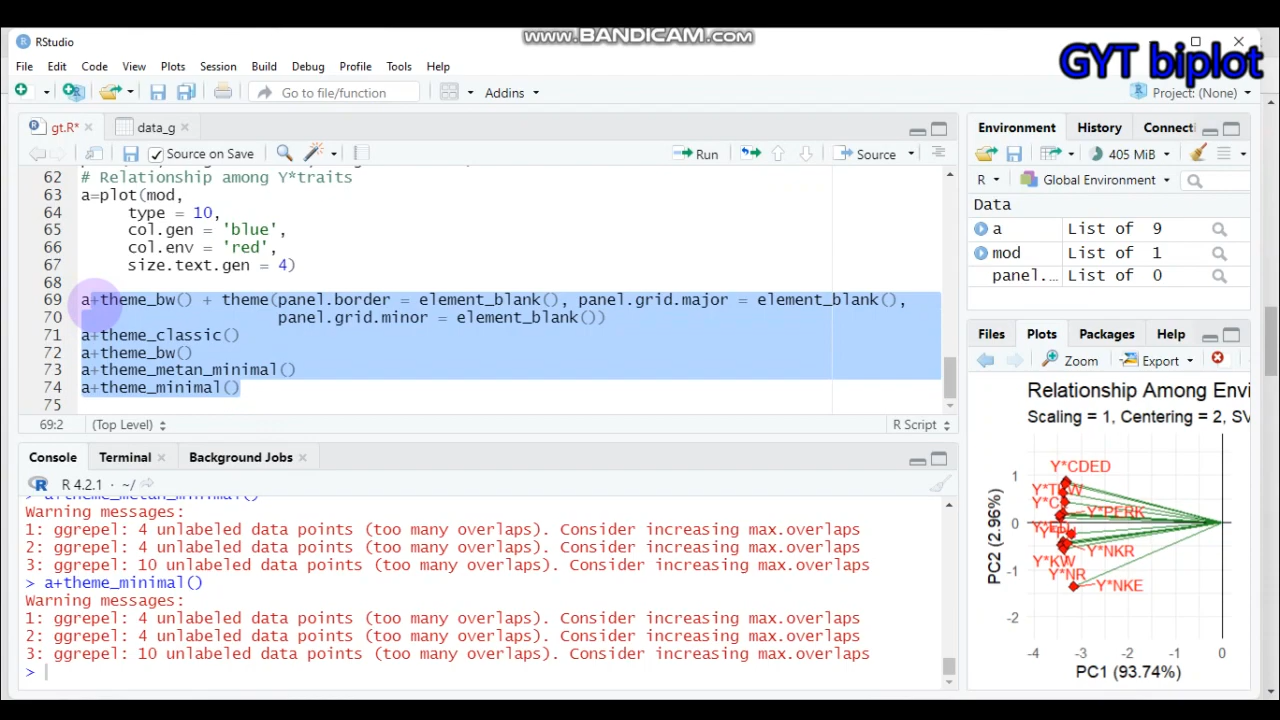 RStudio
WWW.BANDICAM.COM
GYT biplot
File Edit Code View Plots Session Build Debug Profile Tools Help
Go to file/function
Addins
Project: (None)
gt.R*
data_g
Source on Save
Run
Source
62 # Relationship among Y*traits
63 a=plot(mod,
64 type = 10,
65 col.gen = 'blue',
66 col.env = 'red',
67 size.text.gen = 4)
68
69 a+theme_bw() + theme(panel.border = element_blank(), panel.grid.major = element_blank(),
70 panel.grid.minor = element_blank())
71 a+theme_classic()
72 a+theme_bw()
73 a+theme_metan_minimal()
74 a+theme_minimal()
75
69:2 (Top Level) R Script
Console Terminal Background Jobs
R 4.2.1 · ~/
> a+theme_metan_minimal()
Warning messages:
1: ggrepel: 4 unlabeled data points (too many overlaps). Consider increasing max.overlaps
2: ggrepel: 4 unlabeled data points (too many overlaps). Consider increasing max.overlaps
3: ggrepel: 10 unlabeled data points (too many overlaps). Consider increasing max.overlaps
> a+theme_minimal()
Warning messages:
1: ggrepel: 4 unlabeled data points (too many overlaps). Consider increasing max.overlaps
2: ggrepel: 4 unlabeled data points (too many overlaps). Consider increasing max.overlaps
3: ggrepel: 10 unlabeled data points (too many overlaps). Consider increasing max.overlaps
>
Environment History Connecti
405 MiB
R Global Environment
Data
a List of 9
mod List of 1
panel.… List of 0
Files Plots Packages Help
Zoom Export
Relationship Among Envi
Scaling = 1, Centering = 2, SV
Y*CDED
Y*PERK
Y*NKR
Y*KW
Y*NR
Y*NKE
1
0
-1
-2
PC2 (2.96%)
-4 -3 -2 -1 0
PC1 (93.74%)